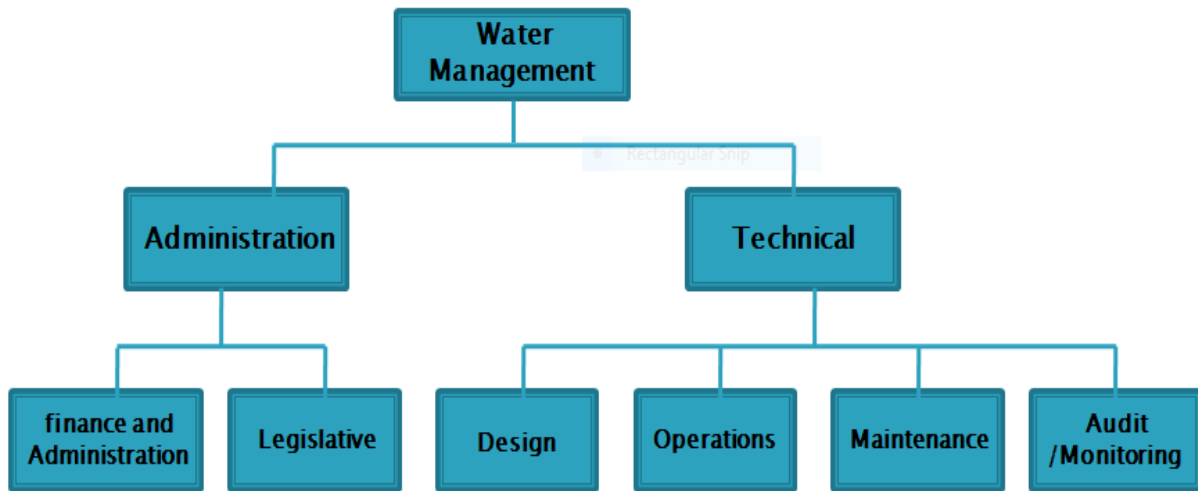 Water
Management
Rectangular Snip
Administration
Technical
finance and
Administration
Legislative
Design
Operations
Maintenance
Audit
/Monitoring